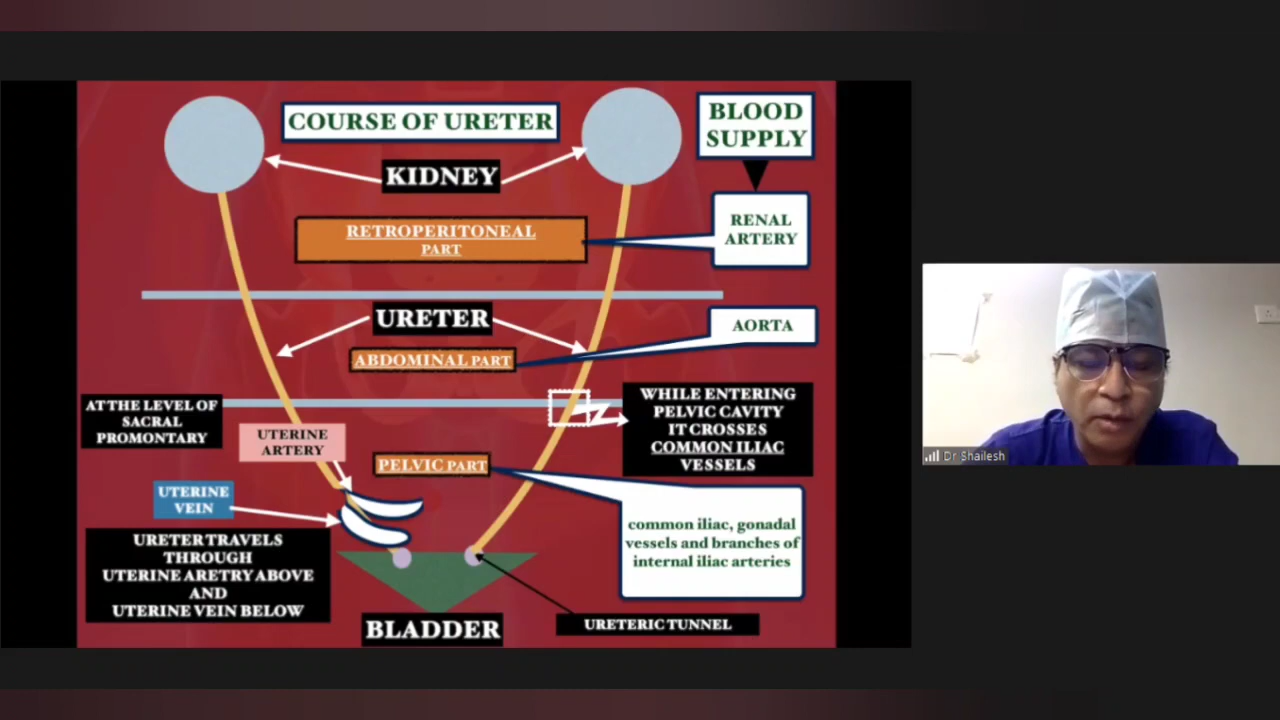 COURSE OF URETER
BLOOD
SUPPLY
KIDNEY
RETROPERITONEAL
PART
RENAL
ARTERY
URETER
AORTA
ABDOMINAL PART
AT THE LEVEL OF
SACRAL
PROMONTARY
WHILE ENTERING
PELVIC CAVITY
IT CROSSES
COMMON ILIAC
VESSELS
UTERINE
ARTERY
PELVIC PART
UTERINE
VEIN
common iliac, gonadal
vessels and branches of
internal iliac arteries
URETER TRAVELS
THROUGH
UTERINE ARETRY ABOVE
AND
UTERINE VEIN BELOW
BLADDER
URETERIC TUNNEL
Dr Shailesh